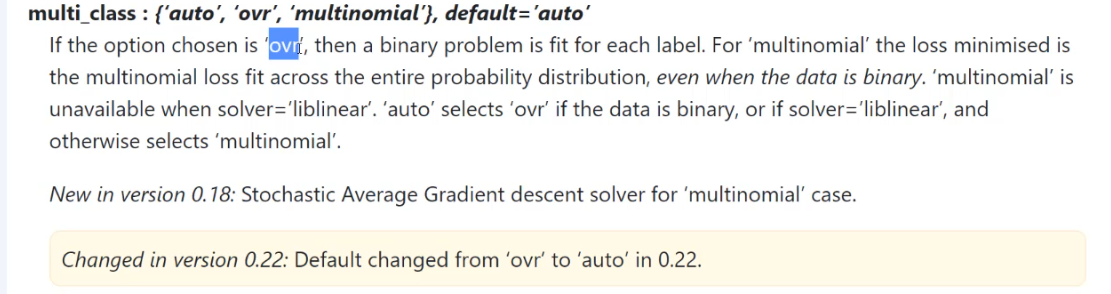 multi_class : {'auto', 'ovr', 'multinomial'}, default='auto'
If the option chosen is 'ovr', then a binary problem is fit for each label. For 'multinomial' the loss minimised is
the multinomial loss fit across the entire probability distribution, even when the data is binary. 'multinomial' is
unavailable when solver='liblinear'. 'auto' selects 'ovr' if the data is binary, or if solver='liblinear', and
otherwise selects 'multinomial'.
New in version 0.18: Stochastic Average Gradient descent solver for 'multinomial' case.
Changed in version 0.22: Default changed from 'ovr' to 'auto' in 0.22.